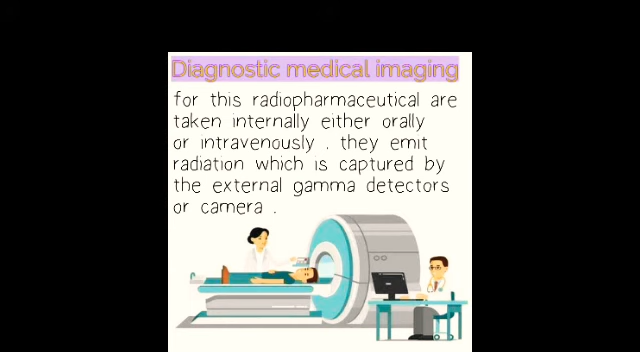 Diagnostic medical imaging
for this radiopharmaceutical are
taken internally either orally
or intravenously . they emit
radiation which is captured by
the external gamma detectors
or camera .